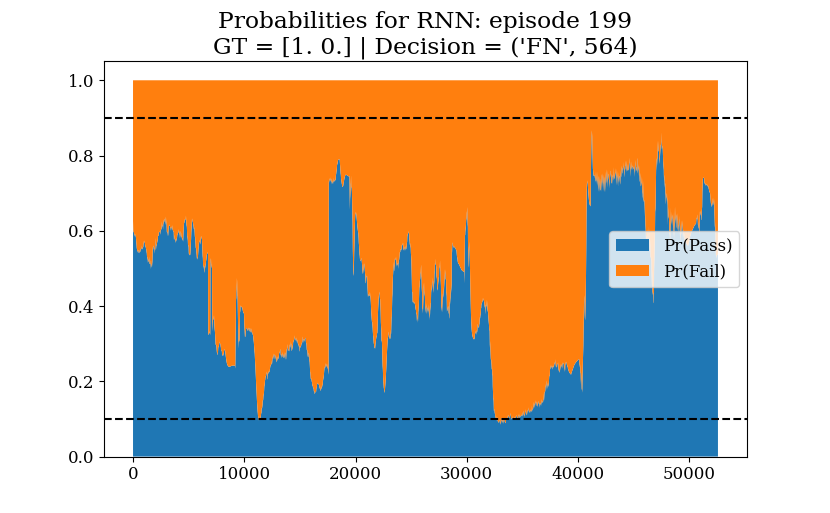 Probabilities for RNN: episode 199
GT = [1. 0.] | Decision = ('FN', 564)
1.0
0.8
0.6
0.4
0.2
0.0
Pr(Pass)
Pr(Fail)
0 10000 20000 30000 40000 50000